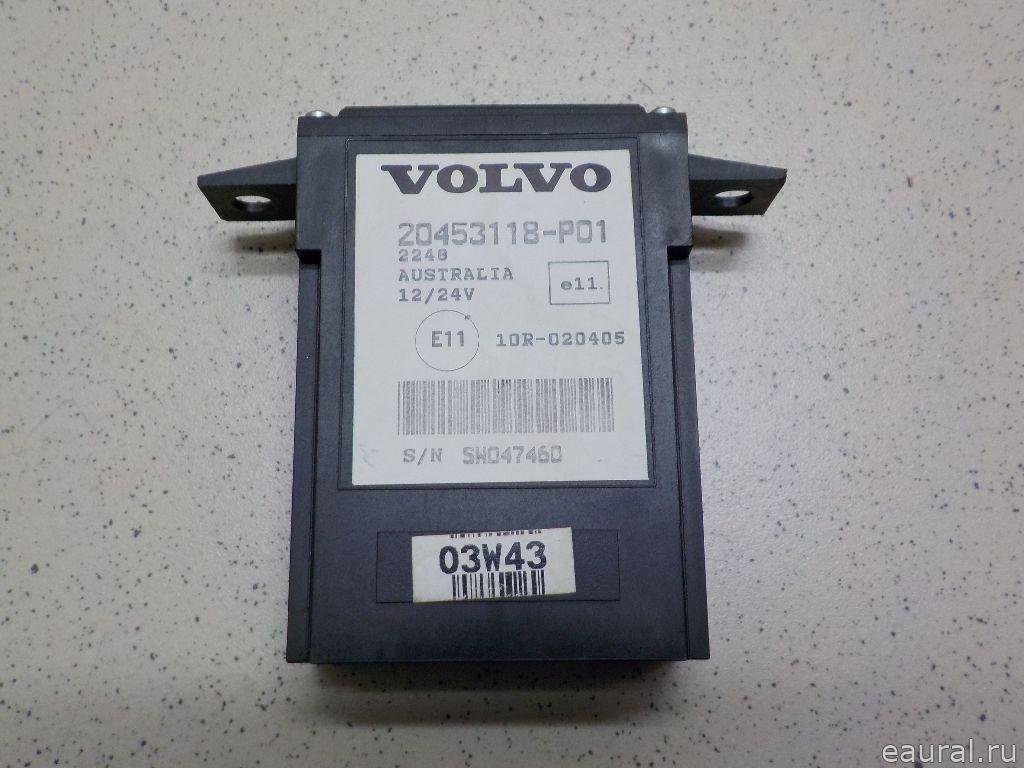 VOLVO
20453118-P01
2248
AUSTRALIA
12/24V
e11.
E11
10R-020405
S/N SW047460
03W43
eaural.ru